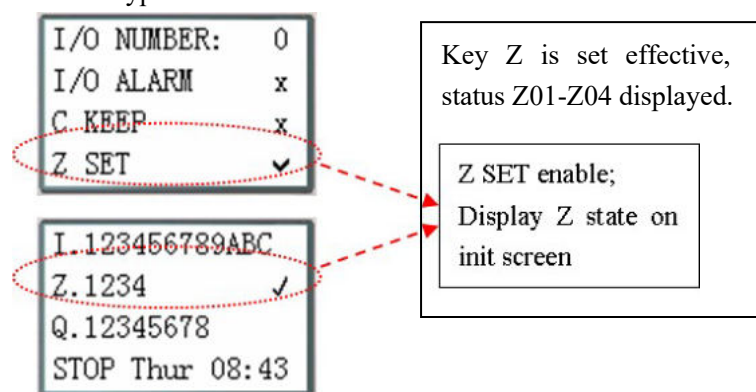 I/O NUMBER: 0
I/O ALARM x
C KEEP x
Z SET ✓
I.123456789ABC
Z.1234 ✓
Q.12345678
STOP Thur 08:43
Key Z is set effective,
status Z01-Z04 displayed.
Z SET enable;
Display Z state on
init screen